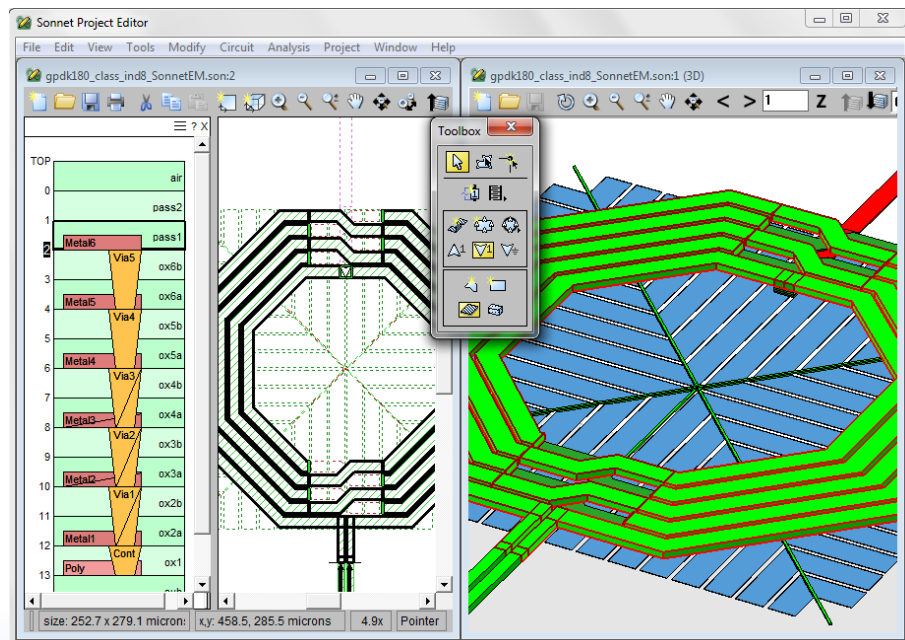 Sonnet Project Editor
File Edit View Tools Modify Circuit Analysis Project Window Help
gpdk180_class_ind8_SonnetEM.son:2
gpdk180_class_ind8_SonnetEM.son:1 (3D)
1 Z
? X
Toolbox
TOP
air
0
pass2
1
pass1
Metal6
2
Via5
ox6b
3
Metal5
ox6a
4
Via4
ox5b
5
Metal4
ox5a
6
Via3
ox4b
7
Metal3
ox4a
8
Via2
ox3b
9
Metal2
ox3a
10
Via1
ox2b
11
Metal1
ox2a
12
Cont
ox1
Poly
13
1
1
size: 252.7 x 279.1 microns
x,y: 458.5, 285.5 microns
4.9x
Pointer